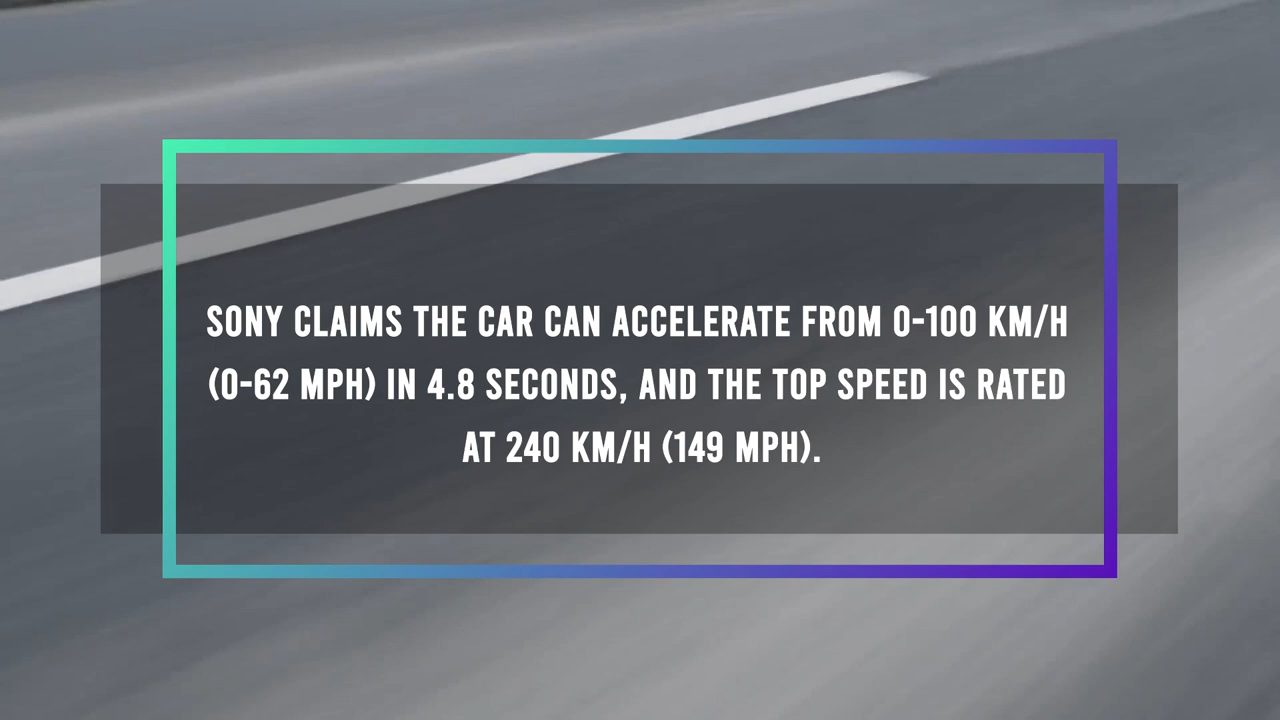 SONY CLAIMS THE CAR CAN ACCELERATE FROM 0-100 KM/H
(0-62 MPH) IN 4.8 SECONDS, AND THE TOP SPEED IS RATED
AT 240 KM/H (149 MPH).